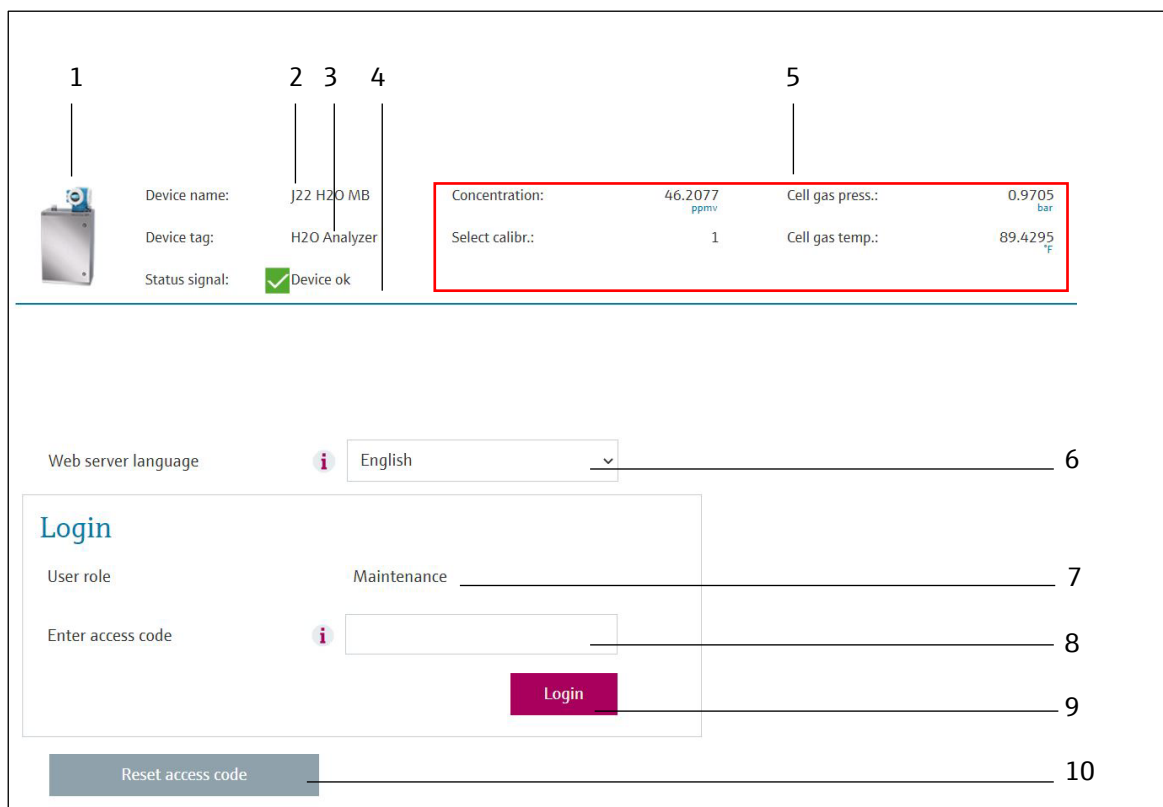 1 2 3 4 5
Device name: J22 H2O MB Concentration: 46.2077 ppmv Cell gas press.: 0.9705 bar
Device tag: H2O Analyzer Select calibr.: 1 Cell gas temp.: 89.4295 °F
Status signal: Device ok
Web server language i English 6
Login
User role Maintenance 7
Enter access code i 8
Login 9
Reset access code 10